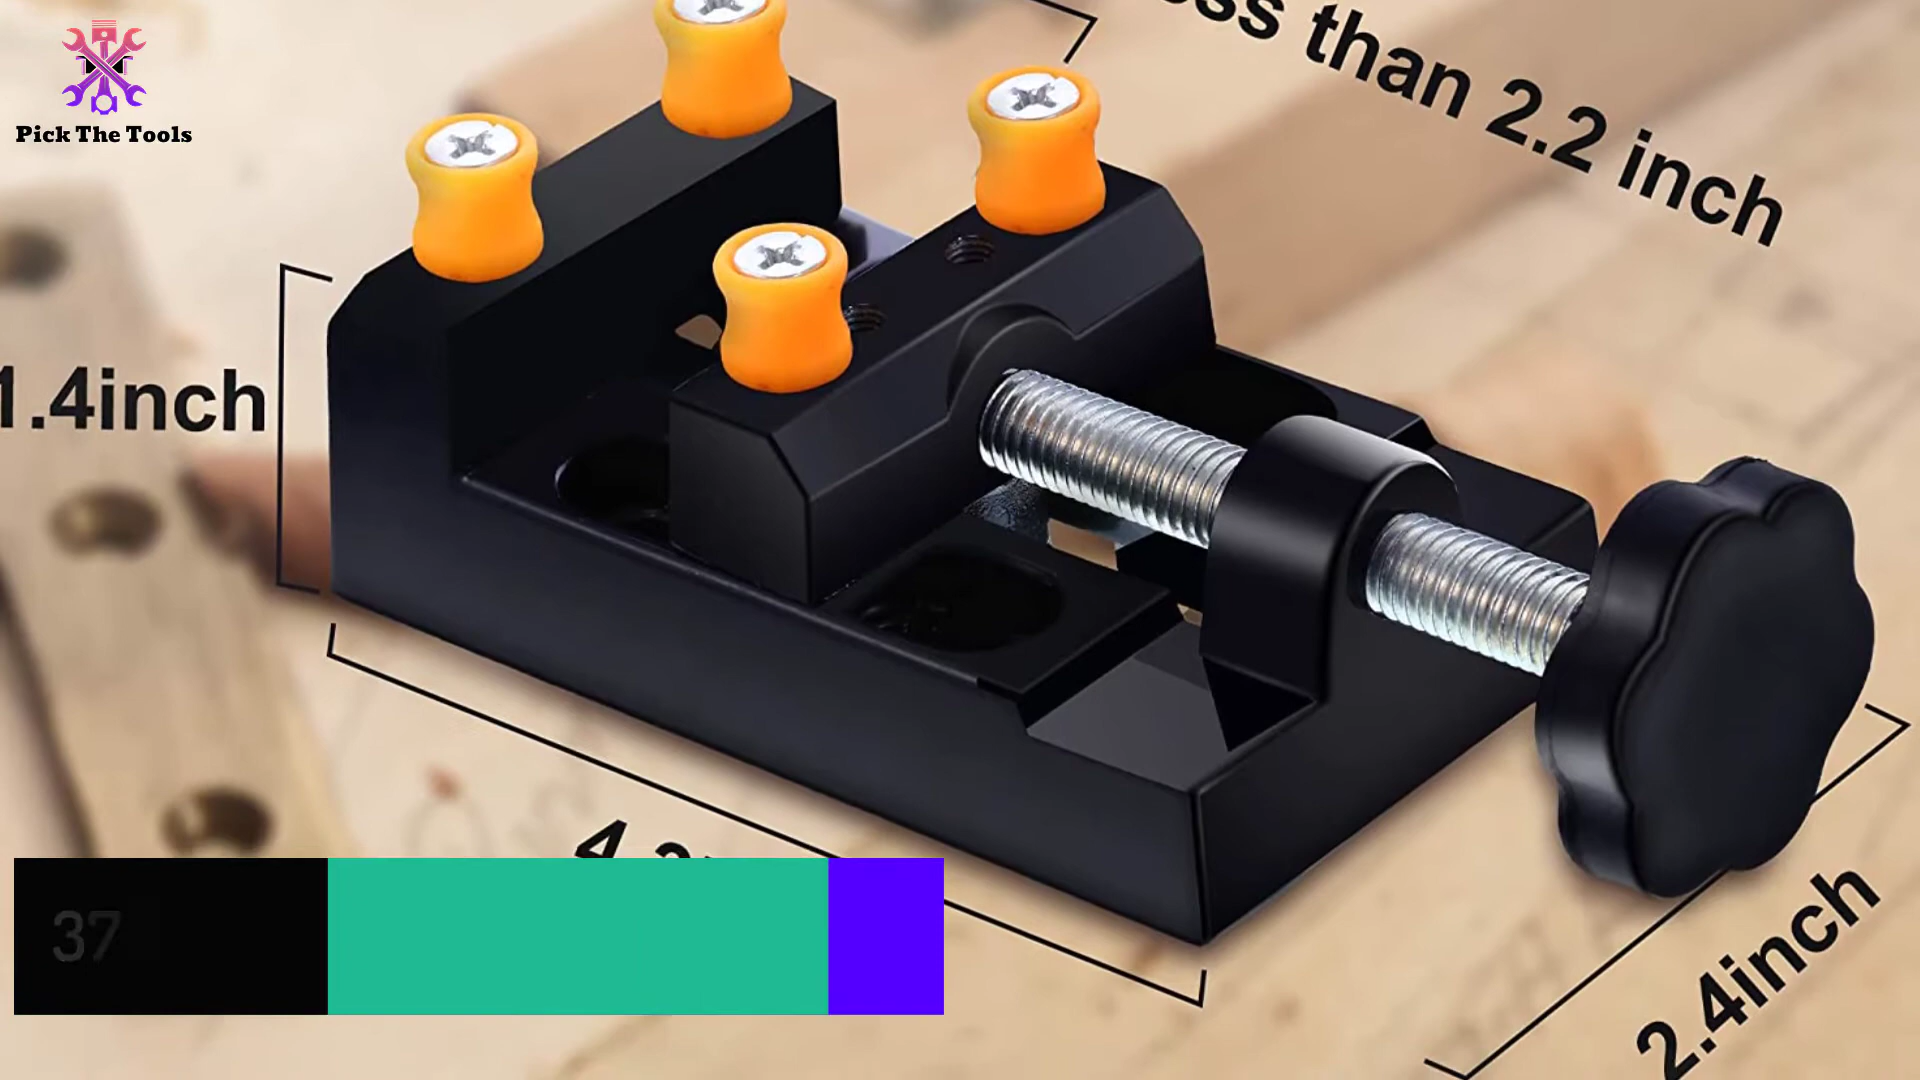 Pick The Tools
than 2.2 inch
1.4inch
37
2.4inch